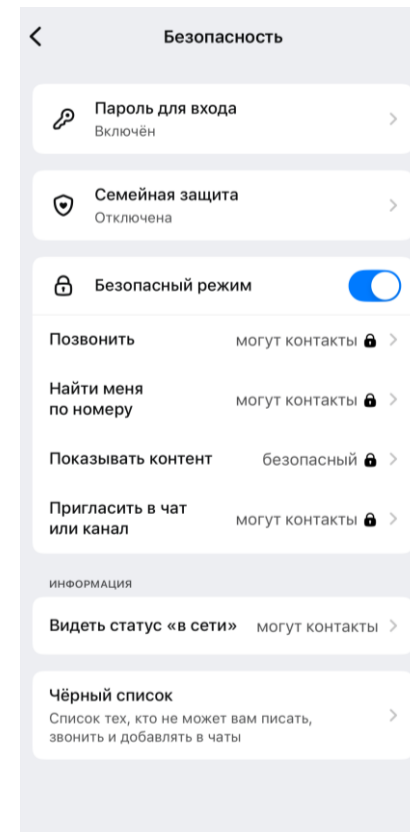 Безопасность
Пароль для входа
Включён
Семейная защита
Отключена
Безопасный режим
Позвонить могут контакты
Найти меня
по номеру могут контакты
Показывать контент безопасный
Пригласить в чат
или канал могут контакты
ИНФОРМАЦИЯ
Видеть статус «в сети» могут контакты
Чёрный список
Список тех, кто не может вам писать,
звонить и добавлять в чаты